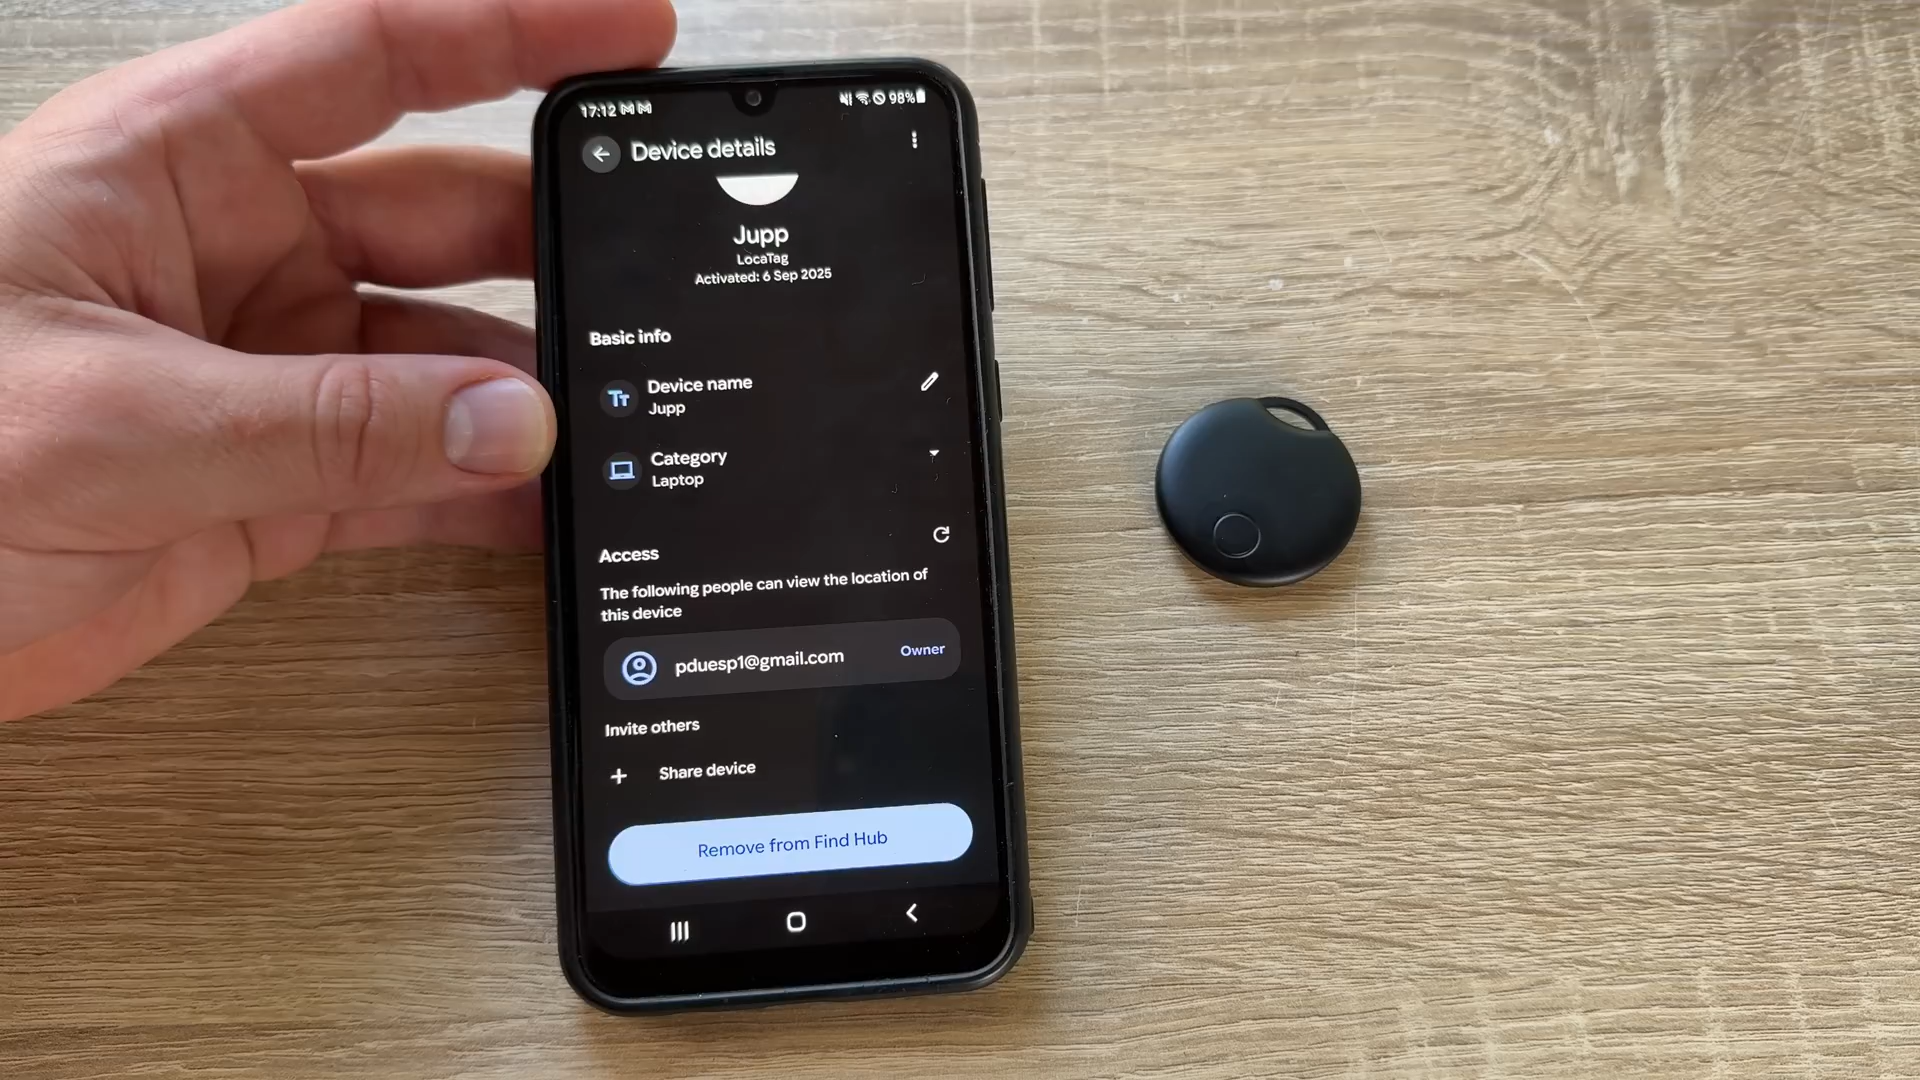 17:12
98%
Device details
Jupp
LocaTag
Activated: 6 Sep 2025
Basic info
Device name
Jupp
Category
Laptop
Access
The following people can view the location of
this device
pduesp1@gmail.com
Owner
Invite others
Share device
Remove from Find Hub